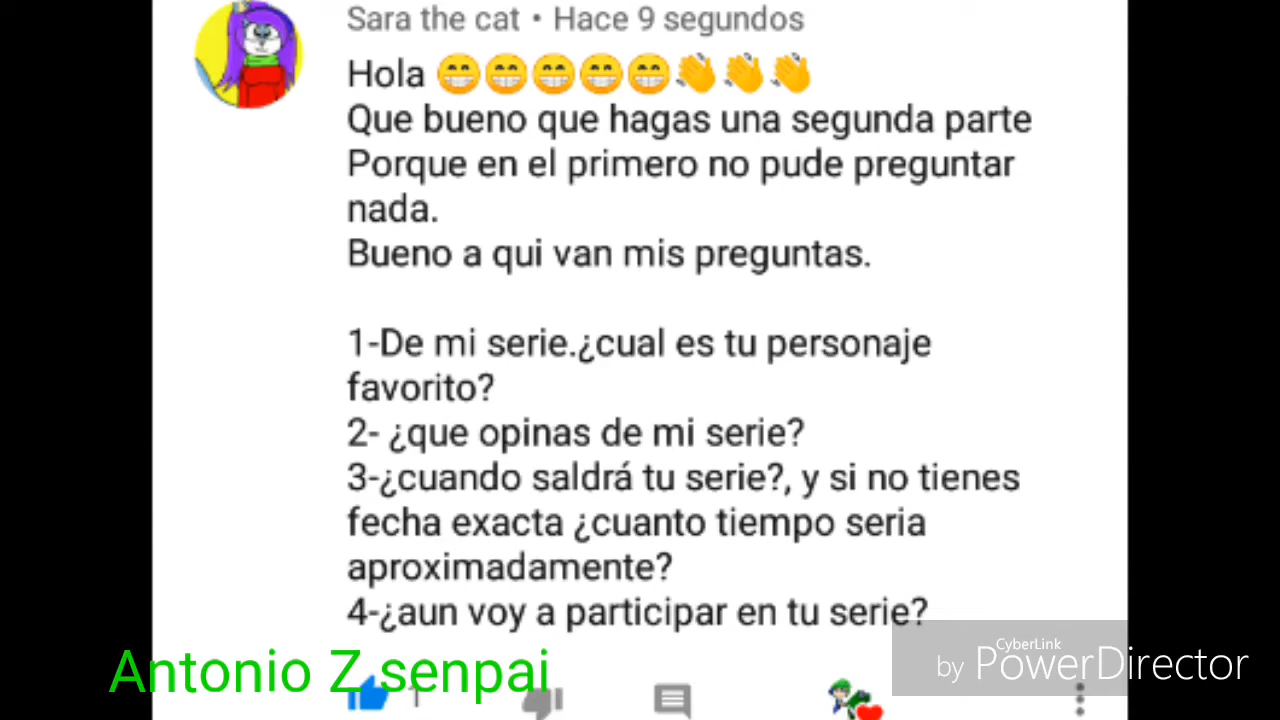 Sara the cat • Hace 9 segundos
Hola 😁😁😁😁😁👏👏👏
Que bueno que hagas una segunda parte
Porque en el primero no pude preguntar
nada.
Bueno a qui van mis preguntas.
1-De mi serie.¿cual es tu personaje
favorito?
2- ¿que opinas de mi serie?
3-¿cuando saldrá tu serie?, y si no tienes
fecha exacta ¿cuanto tiempo seria
aproximadamente?
4-¿aun voy a participar en tu serie?
Antonio Z senpai
1
CyberLink
by PowerDirector